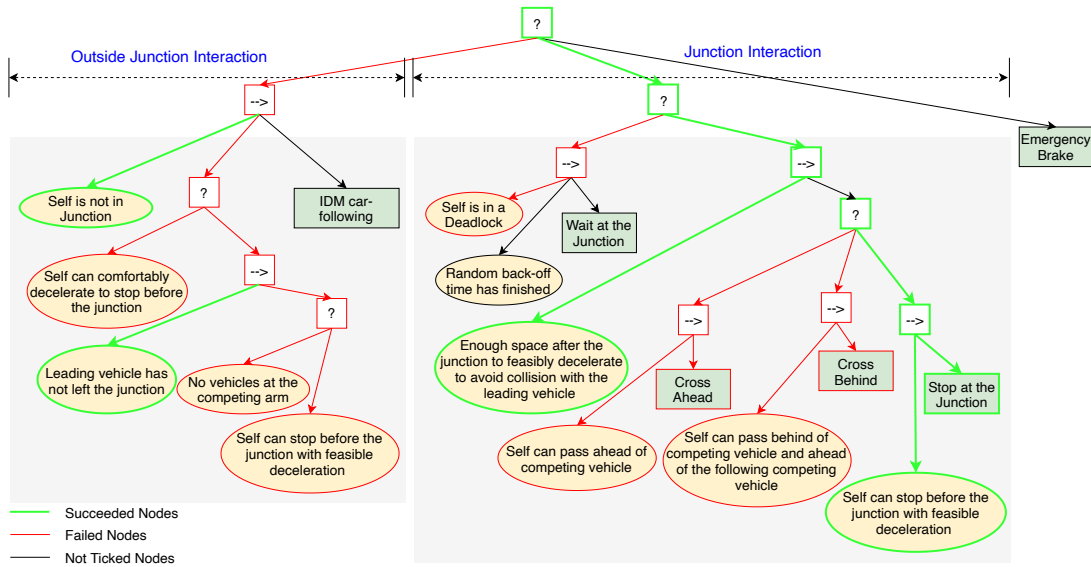 ?
Outside Junction Interaction
Junction Interaction
-->
?
Emergency
Brake
-->
-->
?
Self is not in
Junction
IDM car-
following
Self is in a
Deadlock
Wait at the
Junction
?
Self can comfortably
decelerate to stop before
the junction
-->
Random back-off
time has finished
?
-->
-->
-->
Leading vehicle has
not left the junction
No vehicles at the
competing arm
Enough space after the
junction to feasibly decelerate
to avoid collision with the
leading vehicle
Cross
Ahead
Cross
Behind
Stop at the
Junction
Self can stop before the
junction with feasible
deceleration
Self can pass ahead of
competing vehicle
Self can pass behind of
competing vehicle and ahead
of the following competing
vehicle
Self can stop before the
junction with feasible
deceleration
Succeeded Nodes
Failed Nodes
Not Ticked Nodes